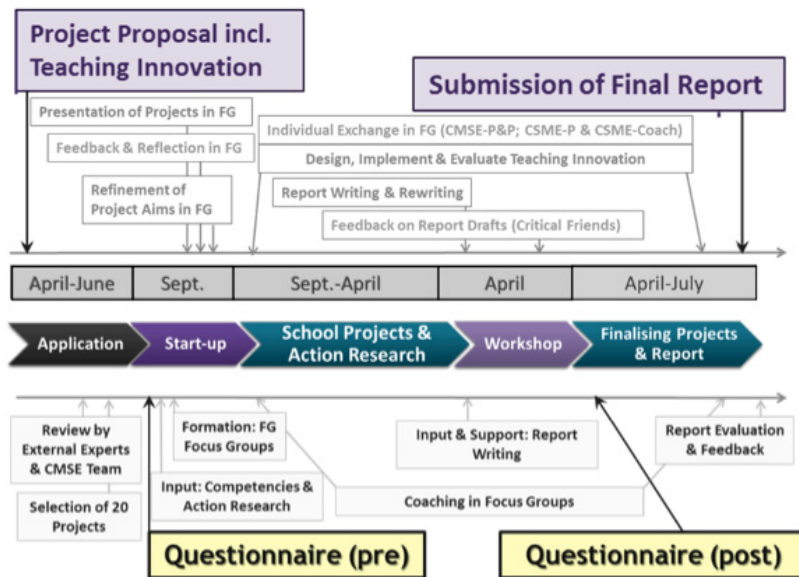 Project Proposal incl.
Teaching Innovation
Submission of Final Report
Presentation of Projects in FG
Feedback & Reflection in FG
Refinement of
Project Aims in FG
Individual Exchange in FG (CMSE-P&P; CSME-P & CSME-Coach)
Design, Implement & Evaluate Teaching Innovation
Report Writing & Rewriting
Feedback on Report Drafts (Critical Friends)
April-June
Sept.
Sept.-April
April
April-July
Application
Start-up
School Projects &
Action Research
Workshop
Finalising Projects
& Report
Review by
External Experts
& CMSE Team
Selection of 20
Projects
Formation: FG
Focus Groups
Input: Competencies &
Action Research
Input & Support: Report
Writing
Coaching in Focus Groups
Report Evaluation
& Feedback
Questionnaire (pre)
Questionnaire (post)